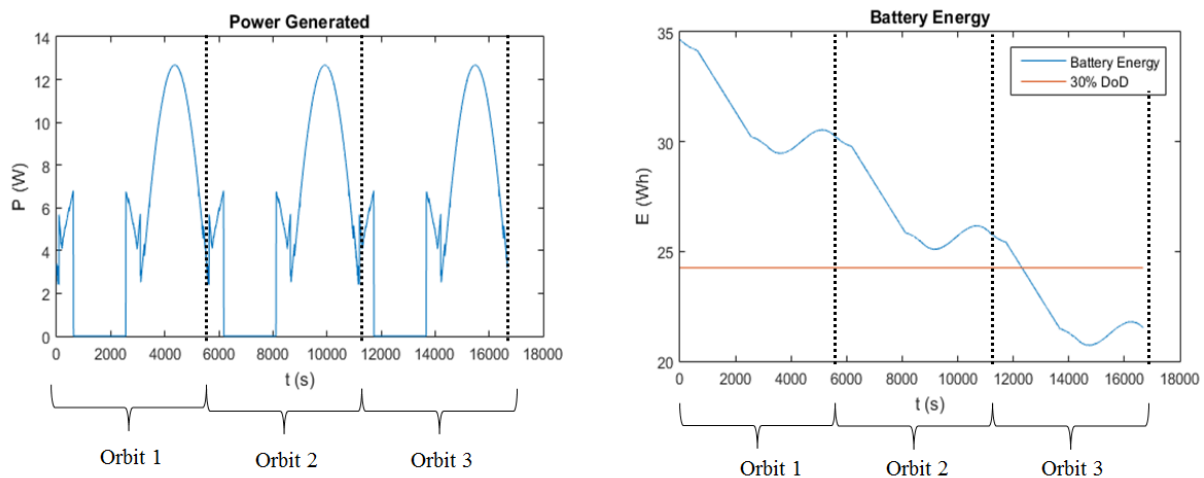 Power Generated
14
12
10
8
6
4
2
0
P (W)
0 2000 4000 6000 8000 10000 12000 14000 16000 18000
t (s)
Orbit 1 Orbit 2 Orbit 3
Battery Energy
35
30
25
20
E (Wh)
Battery Energy
30% DoD
0 2000 4000 6000 8000 10000 12000 14000 16000 18000
t (s)
Orbit 1 Orbit 2 Orbit 3